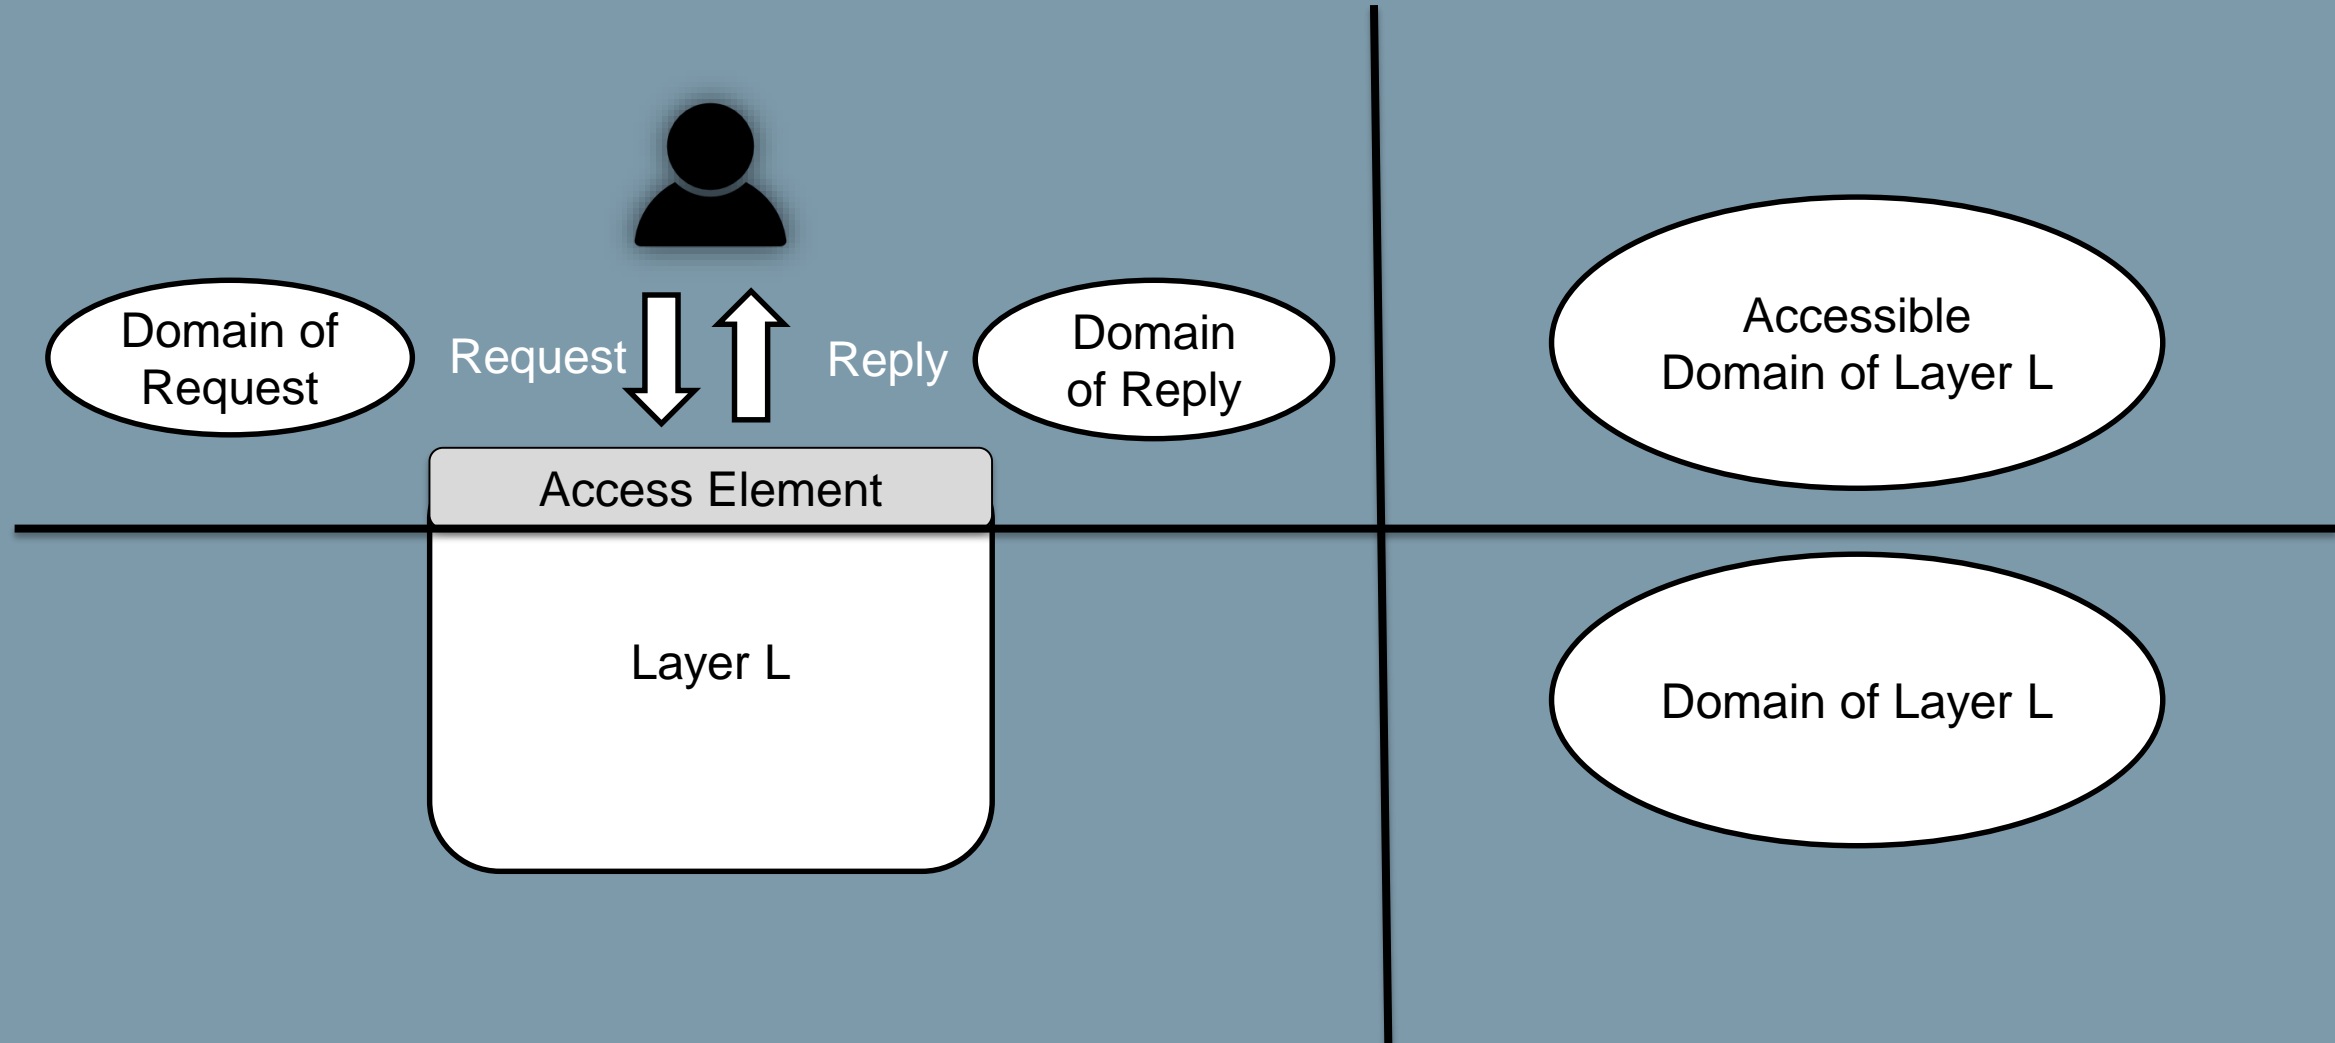 Domain of
Request
Request
Reply
Domain
of Reply
Access Element
Layer L
Accessible
Domain of Layer L
Domain of Layer L